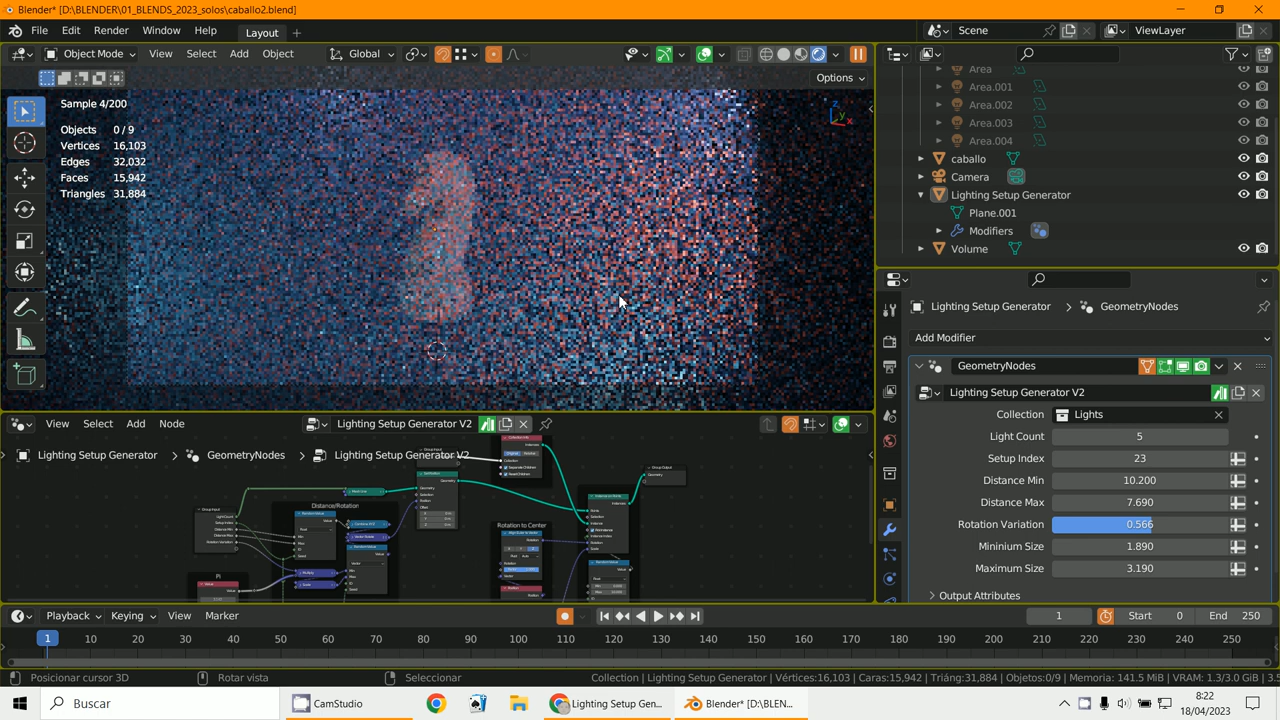 Blender* [D:\BLENDER\01_BLENDS_2023_solos\caballo2.blend]
File Edit Render Window Help Layout + Scene ViewLayer
Object Mode View Select Add Object Global
Options
Sample 4/200
Objects 0 / 9
Vertices 16,103
Edges 32,032
Faces 15,942
Triangles 31,884
Z
X
Area
Area.001
Area.002
Area.003
Area.004
caballo
Camera
Lighting Setup Generator
Plane.001
Modifiers
Volume
Lighting Setup Generator > GeometryNodes
Add Modifier
GeometryNodes
Lighting Setup Generator V2
Collection Lights
Light Count 5
Setup Index 23
Distance Min 10.200
Distance Max 7.690
Rotation Variation 0.566
Mininium Size 1.890
Maximum Size 3.190
Output Attributes
View Select Add Node Lighting Setup Generator V2
Lighting Setup Generator > GeometryNodes > Lighting Setup Generator V2
Distance/Rotation
Rotation to Center
PI
Group Input
Group Output
Playback Keying View Marker 1 Start 0 End 250
1 10 20 30 40 50 60 70 80 90 100 110 120 130 140 150 160 170 180 190 200 210 220 230 240 250
Posicionar cursor 3D Rotar vista Seleccionar Collection | Lighting Setup Generator | Vértices:16,103 | Caras:15,942 | Triáng:31,884 | Objetos:0/9 | Memoria: 141.5 MiB | VRAM: 1.3/3.0 GiB | 3.5
Buscar CamStudio Lighting Setup Gen... Blender* [D:\BLEN...
8:22
18/04/2023